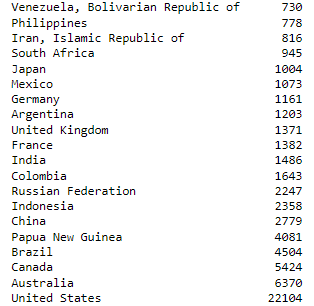 Venezuela, Bolivarian Republic of 730
Philippines 778
Iran, Islamic Republic of 816
South Africa 945
Japan 1004
Mexico 1073
Germany 1161
Argentina 1203
United Kingdom 1371
France 1382
India 1486
Colombia 1643
Russian Federation 2247
Indonesia 2358
China 2779
Papua New Guinea 4081
Brazil 4504
Canada 5424
Australia 6370
United States 22104